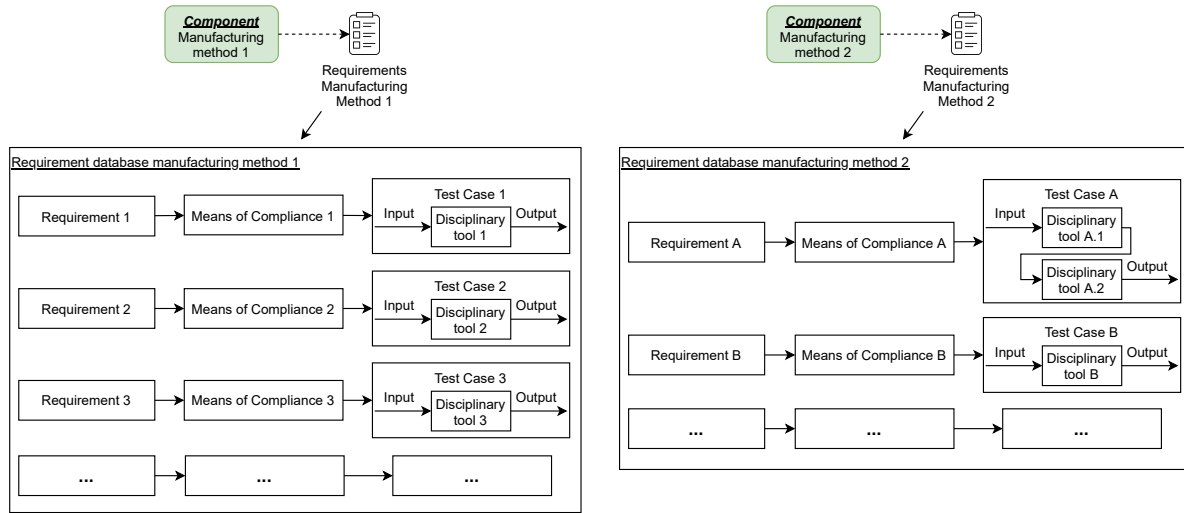 Component
Manufacturing
method 1
Requirements
Manufacturing
Method 1
Requirement database manufacturing method 1
Requirement 1
Means of Compliance 1
Test Case 1
Input
Disciplinary
tool 1
Output
Requirement 2
Means of Compliance 2
Test Case 2
Input
Disciplinary
tool 2
Output
Requirement 3
Means of Compliance 3
Test Case 3
Input
Disciplinary
tool 3
Output
...
...
...
Component
Manufacturing
method 2
Requirements
Manufacturing
Method 2
Requirement database manufacturing method 2
Requirement A
Means of Compliance A
Test Case A
Input
Disciplinary
tool A.1
Disciplinary
tool A.2
Output
Requirement B
Means of Compliance B
Test Case B
Input
Disciplinary
tool B
Output
...
...
...